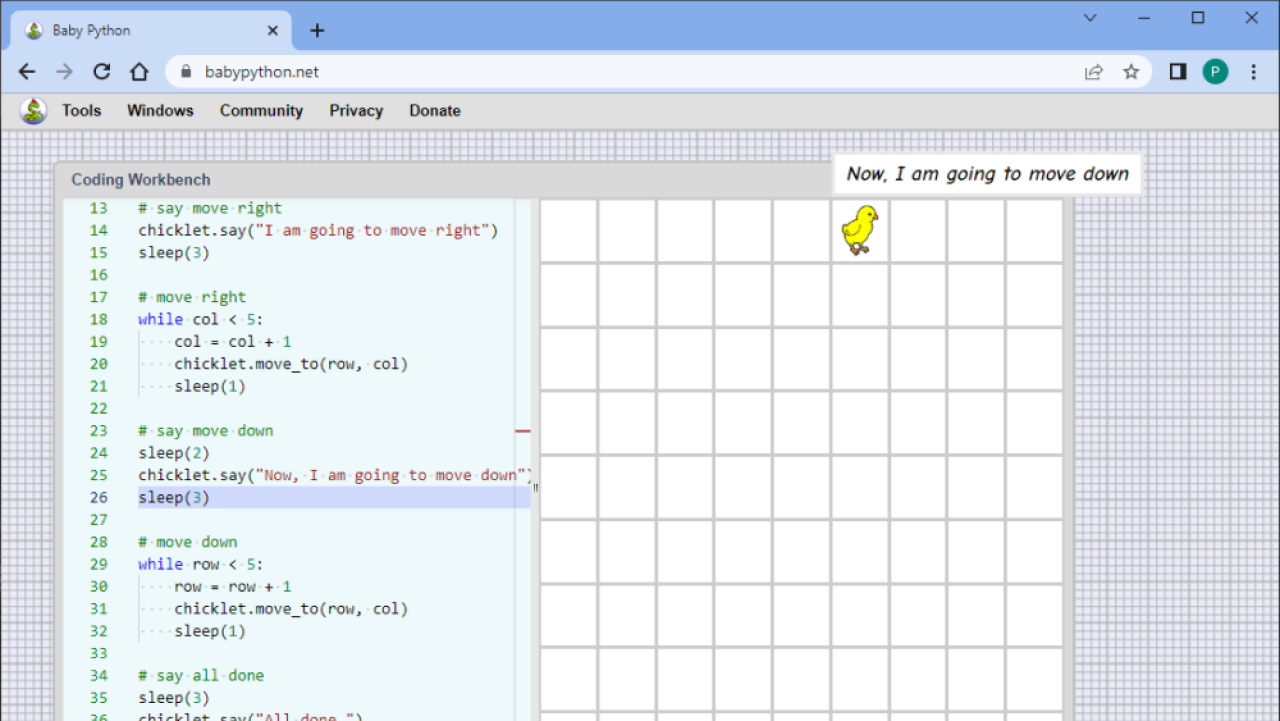 Baby Python
babypython.net
P
Tools Windows Community Privacy Donate
Coding Workbench
Now, I am going to move down
13 # say move right
14 chicklet.say("I am going to move right")
15 sleep(3)
16
17 # move right
18 while col < 5:
19 col = col + 1
20 chicklet.move_to(row, col)
21 sleep(1)
22
23 # say move down
24 sleep(2)
25 chicklet.say("Now, I am going to move down")
26 sleep(3)
27
28 # move down
29 while row < 5:
30 row = row + 1
31 chicklet.move_to(row, col)
32 sleep(1)
33
34 # say all done
35 sleep(3)
36 chicklet.say("All done.")